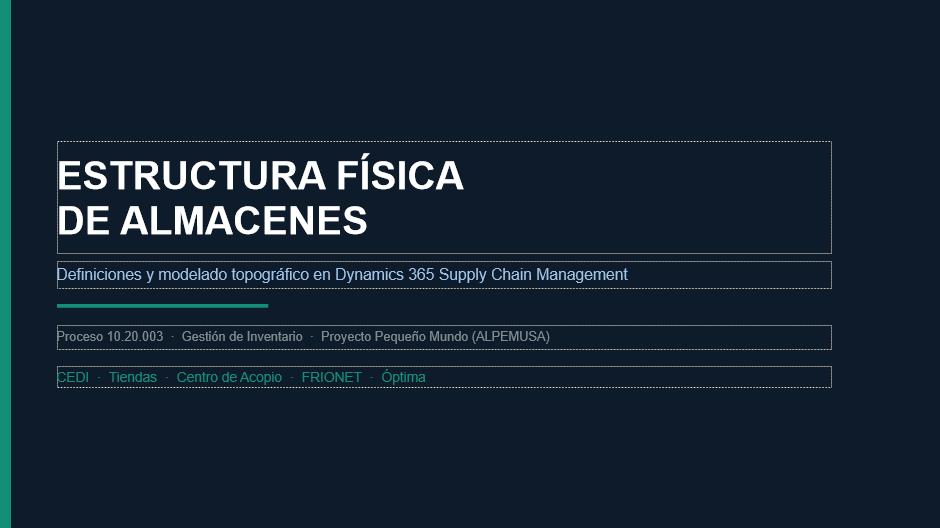 ESTRUCTURA FÍSICA
DE ALMACENES
Definiciones y modelado topográfico en Dynamics 365 Supply Chain Management
Proceso 10.20.003 · Gestión de Inventario · Proyecto Pequeño Mundo (ALPEMUSA)
CEDI · Tiendas · Centro de Acopio · FRIONET · Óptima